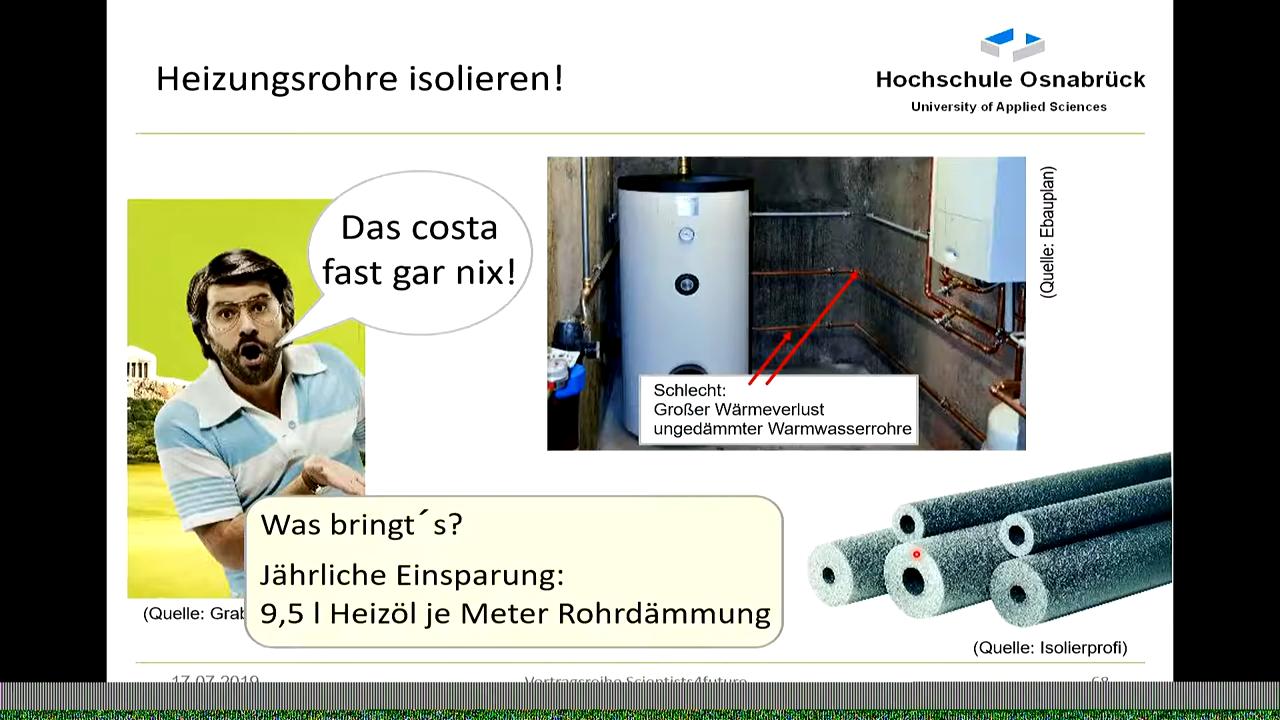 Heizungsrohre isolieren!
Hochschule Osnabrück
University of Applied Sciences
Das costa
fast gar nix!
(Quelle: Ebauplan)
Schlecht:
Großer Wärmeverlust
ungedämmter Warmwasserrohre
Was bringt´s?
Jährliche Einsparung:
9,5 l Heizöl je Meter Rohrdämmung
(Quelle:
(Quelle: Isolierprofi)
17.07.2019
Vortragsreihe Scientists4future
68